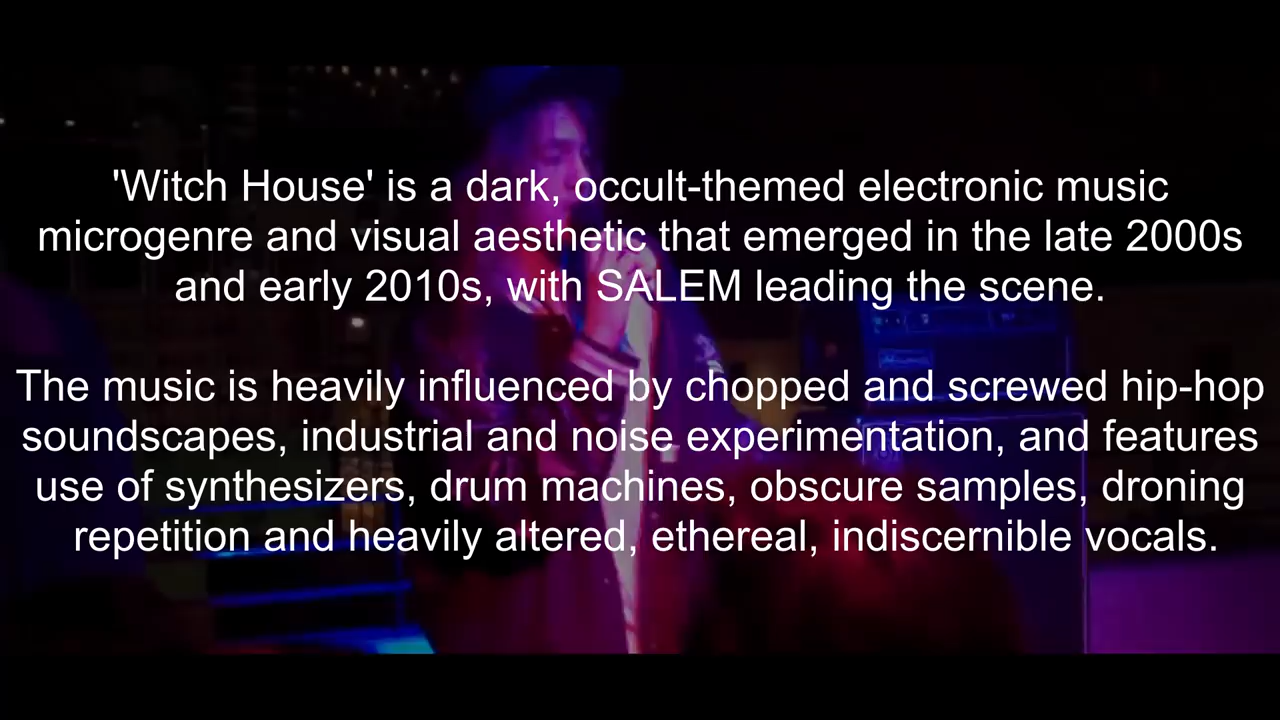 'Witch House' is a dark, occult-themed electronic music
microgenre and visual aesthetic that emerged in the late 2000s
and early 2010s, with SALEM leading the scene.
The music is heavily influenced by chopped and screwed hip-hop
soundscapes, industrial and noise experimentation, and features
use of synthesizers, drum machines, obscure samples, droning
repetition and heavily altered, ethereal, indiscernible vocals.